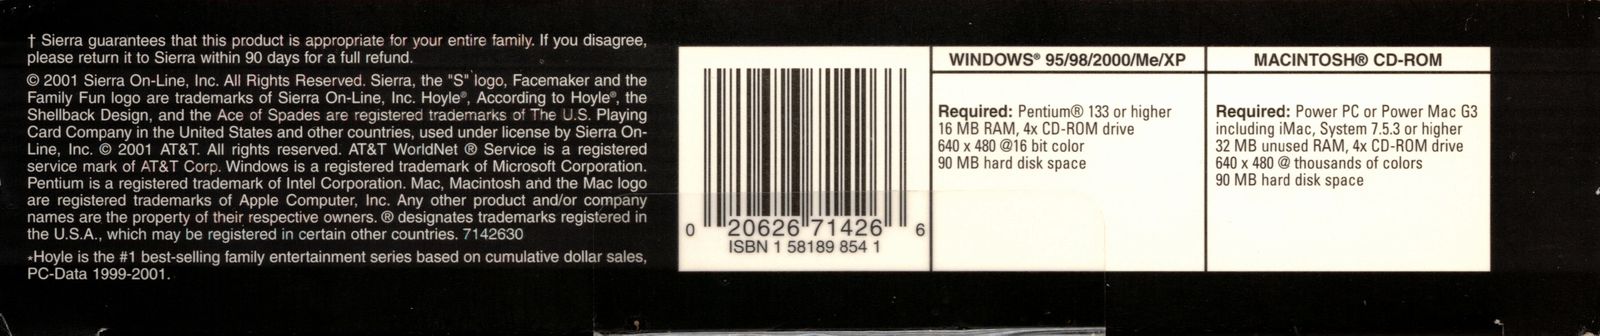 † Sierra guarantees that this product is appropriate for your entire family. If you disagree,
please return it to Sierra within 90 days for a full refund.
© 2001 Sierra On-Line, Inc. All Rights Reserved. Sierra, the "S" logo, Facemaker and the
Family Fun logo are trademarks of Sierra On-Line, Inc. Hoyle®, According to Hoyle®, the
Shellback Design, and the Ace of Spades are registered trademarks of The U.S. Playing
Card Company in the United States and other countries, used under license by Sierra On-
Line, Inc. © 2001 AT&T. All rights reserved. AT&T WorldNet ® Service is a registered
service mark of AT&T Corp. Windows is a registered trademark of Microsoft Corporation.
Pentium is a registered trademark of Intel Corporation. Mac, Macintosh and the Mac logo
are registered trademarks of Apple Computer, Inc. Any other product and/or company
names are the property of their respective owners. ® designates trademarks registered in
the U.S.A., which may be registered in certain other countries. 7142630
*Hoyle is the #1 best-selling family entertainment series based on cumulative dollar sales,
PC-Data 1999-2001.
0 20626 71426 6
ISBN 1 58189 854 1
WINDOWS® 95/98/2000/Me/XP
Required: Pentium® 133 or higher
16 MB RAM, 4x CD-ROM drive
640 x 480 @16 bit color
90 MB hard disk space
MACINTOSH® CD-ROM
Required: Power PC or Power Mac G3
including iMac, System 7.5.3 or higher
32 MB unused RAM, 4x CD-ROM drive
640 x 480 @ thousands of colors
90 MB hard disk space